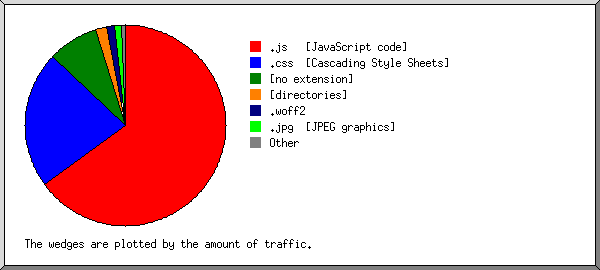 .js [JavaScript code]
.css [Cascading Style Sheets]
[no extension]
[directories]
.woff2
.jpg [JPEG graphics]
Other
The wedges are plotted by the amount of traffic.